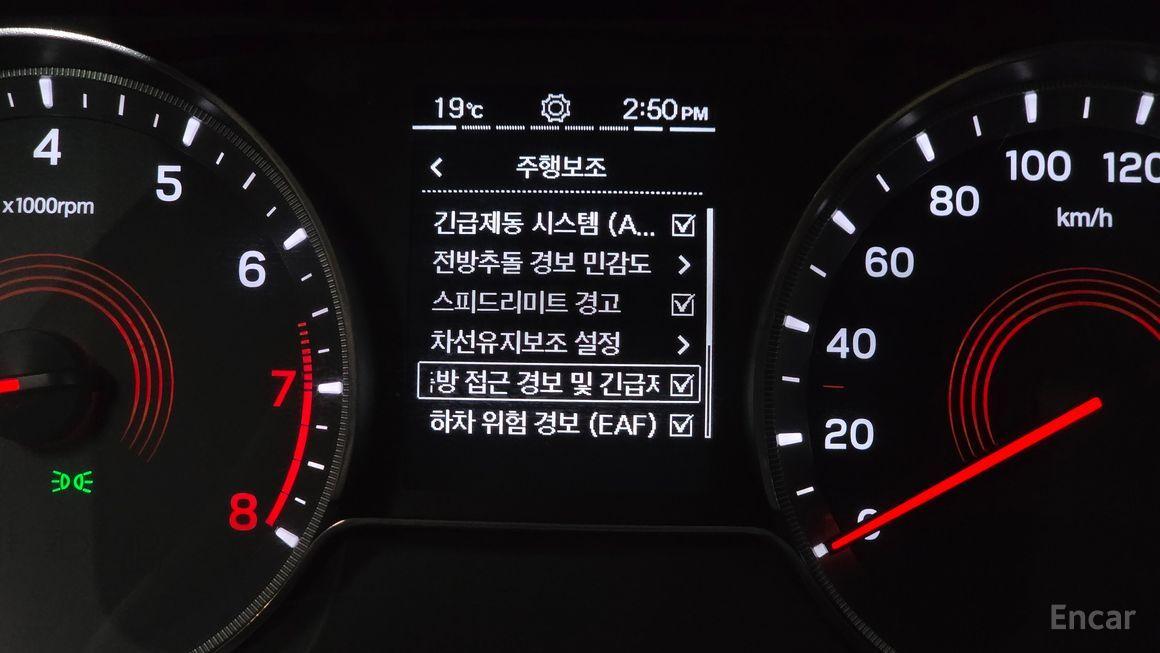 19℃
2:50 PM
주행보조
긴급제동 시스템 (A...
전방추돌 경보 민감도
스피드리미트 경고
차선유지보조 설정
방 접근 경보 및 긴급
하차 위험 경보 (EAF)
4
5
6
7
8
x1000rpm
0
20
40
60
80
100
120
km/h
Encar